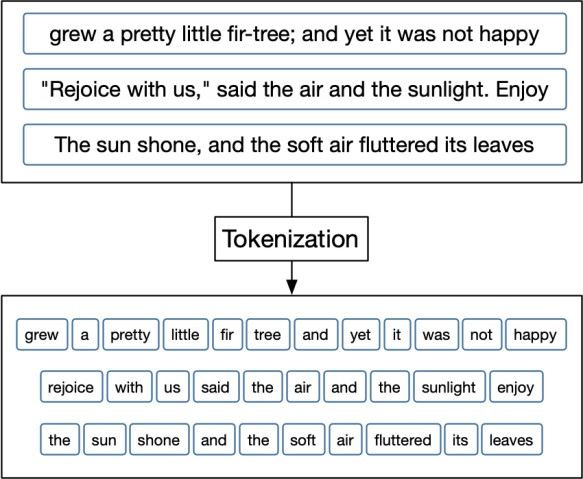 grew a pretty little fir-tree; and yet it was not happy
"Rejoice with us," said the air and the sunlight. Enjoy
The sun shone, and the soft air fluttered its leaves
Tokenization
grew a pretty little fir tree and yet it was not happy
rejoice with us said the air and the sunlight enjoy
the sun shone and the soft air fluttered its leaves